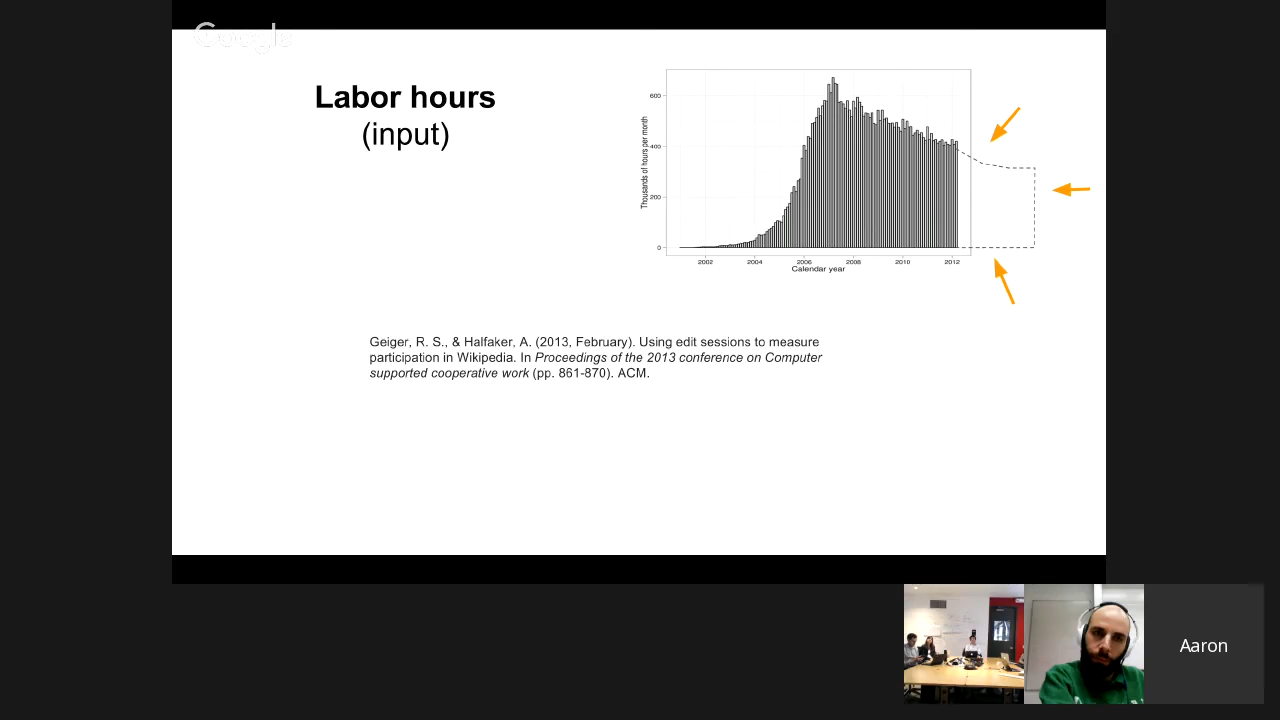 Google
Labor hours
(input)
Thousands of hours per month
600
400
200
0
2002 2004 2006 2008 2010 2012
Calendar year
Geiger, R. S., & Halfaker, A. (2013, February). Using edit sessions to measure
participation in Wikipedia. In Proceedings of the 2013 conference on Computer
supported cooperative work (pp. 861-870). ACM.
Aaron